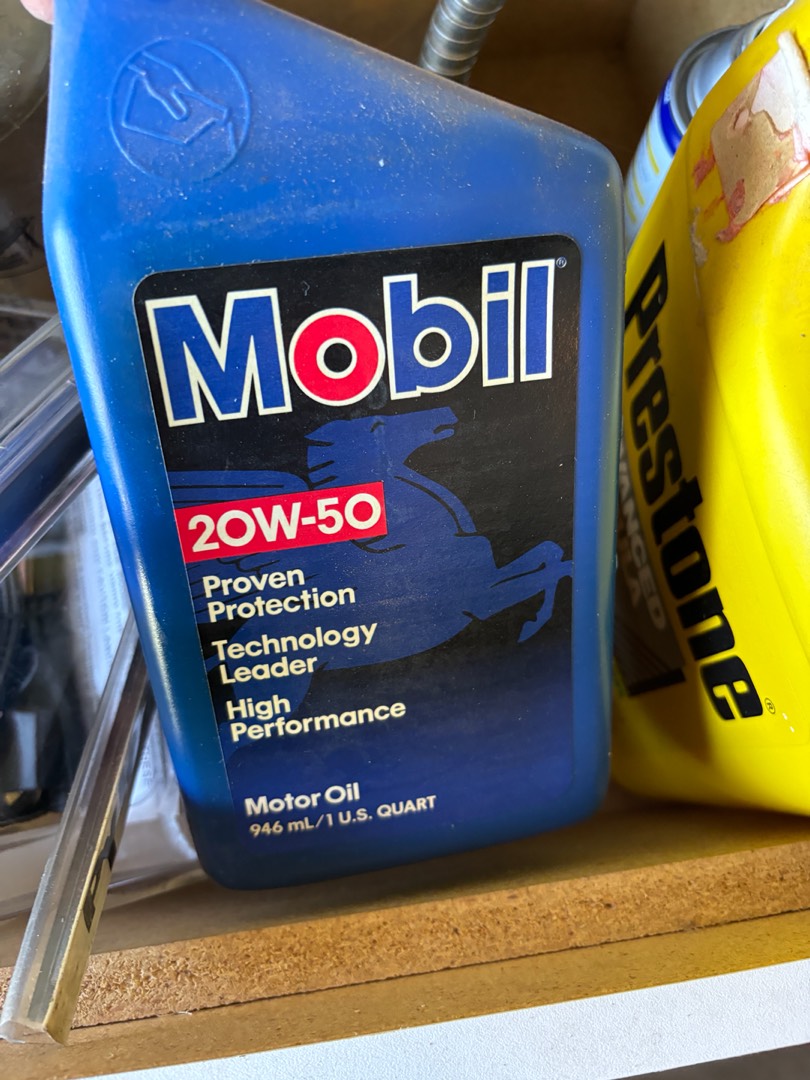 Mobil®
20W-50
Proven
Protection
Technology
Leader
High
Performance
Motor Oil
946 mL/1 U.S. QUART
Prestone®